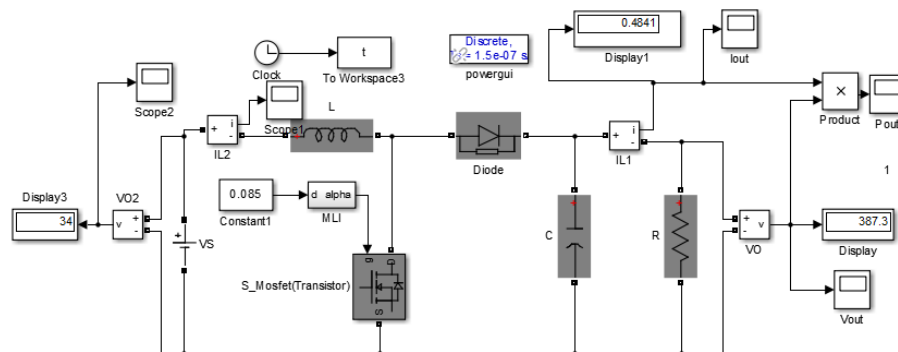 0.4841
Display1
Iout
Discrete,
= 1.5e-07 s
powergui
t
Clock
To Workspace3
Scope2
Scope1
L
+
-
i
IL2
Diode
+
-
i
IL1
×
Product
Pout
1
Display3
34
VO2
v
+
-
+
VS
0.085
Constant1
d alpha
MLI
g
D
S
S_Mosfet(Transistor)
+
C
+
R
+
-
v
VO
387.3
Display
Vout